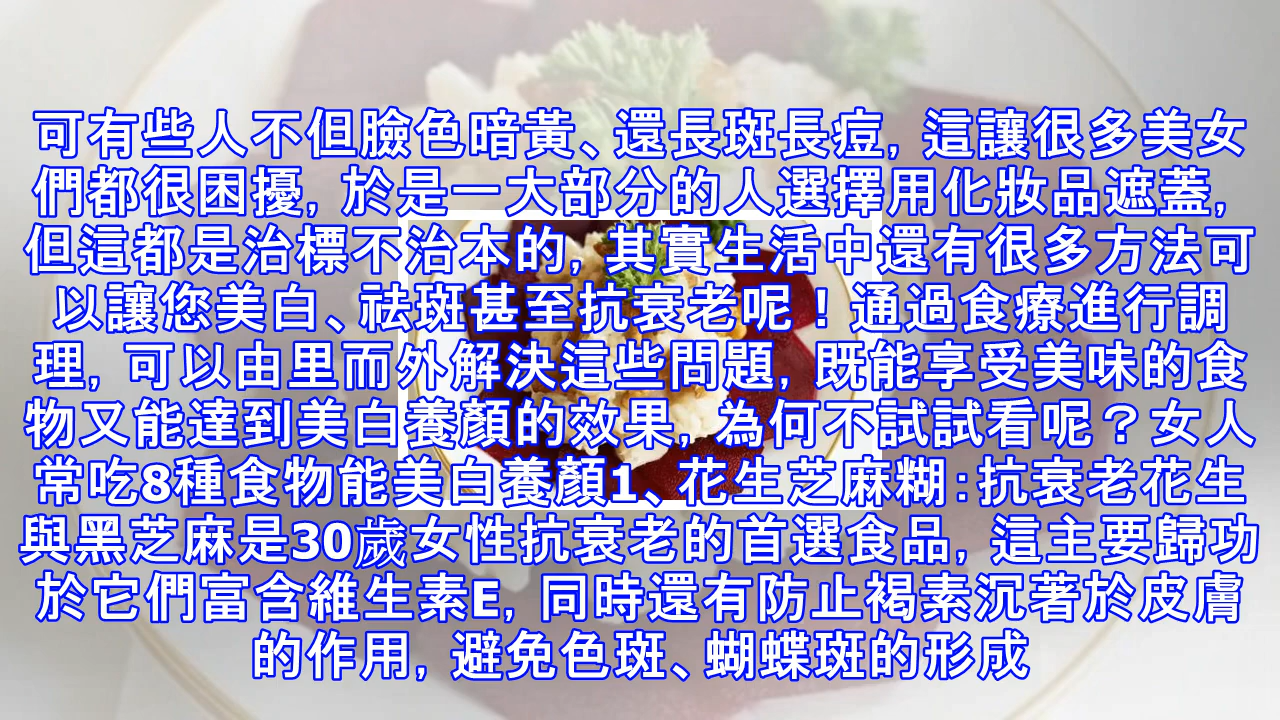 可有些人不但臉色暗黃、還長斑長痘, 這讓很多美女
們都很困擾, 於是一大部分的人選擇用化妝品遮蓋,
但這都是治標不治本的, 其實生活中還有很多方法可
以讓您美白、祛斑甚至抗衰老呢！通過食療進行調
理, 可以由里而外解決這些問題, 既能享受美味的食
物又能達到美白養顏的效果, 為何不試試看呢？女人
常吃8種食物能美白養顏1、花生芝麻糊:抗衰老花生
與黑芝麻是30歲女性抗衰老的首選食品, 這主要歸功
於它們富含維生素E, 同時還有防止褐素沉著於皮膚
的作用, 避免色斑、蝴蝶斑的形成